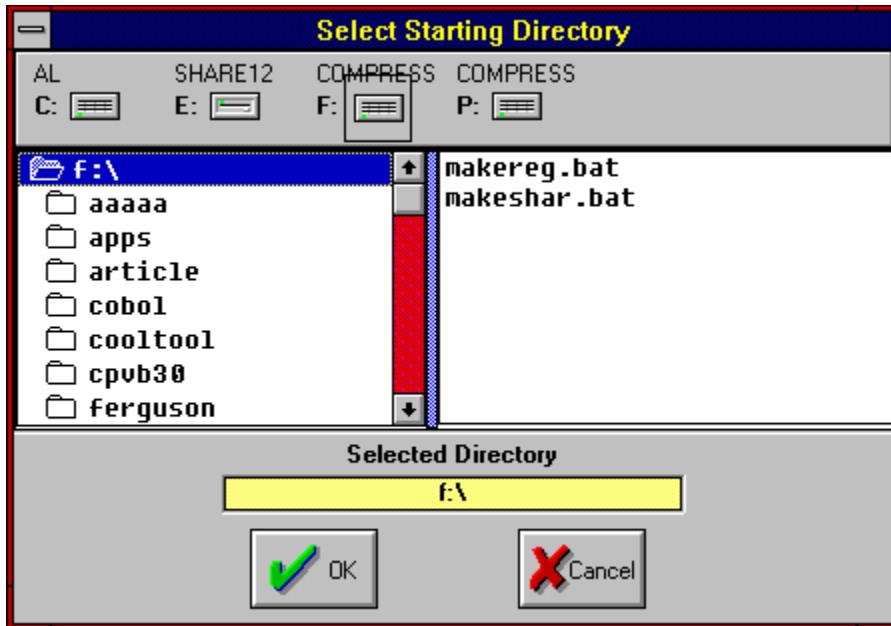 Select Starting Directory
AL SHARE12 COMPRESS COMPRESS
C: E: F: P:
f:\
aaaaa
apps
article
cobol
cooltool
cpvb30
ferguson
makereg.bat
makeshar.bat
Selected Directory
f:\
OK Cancel